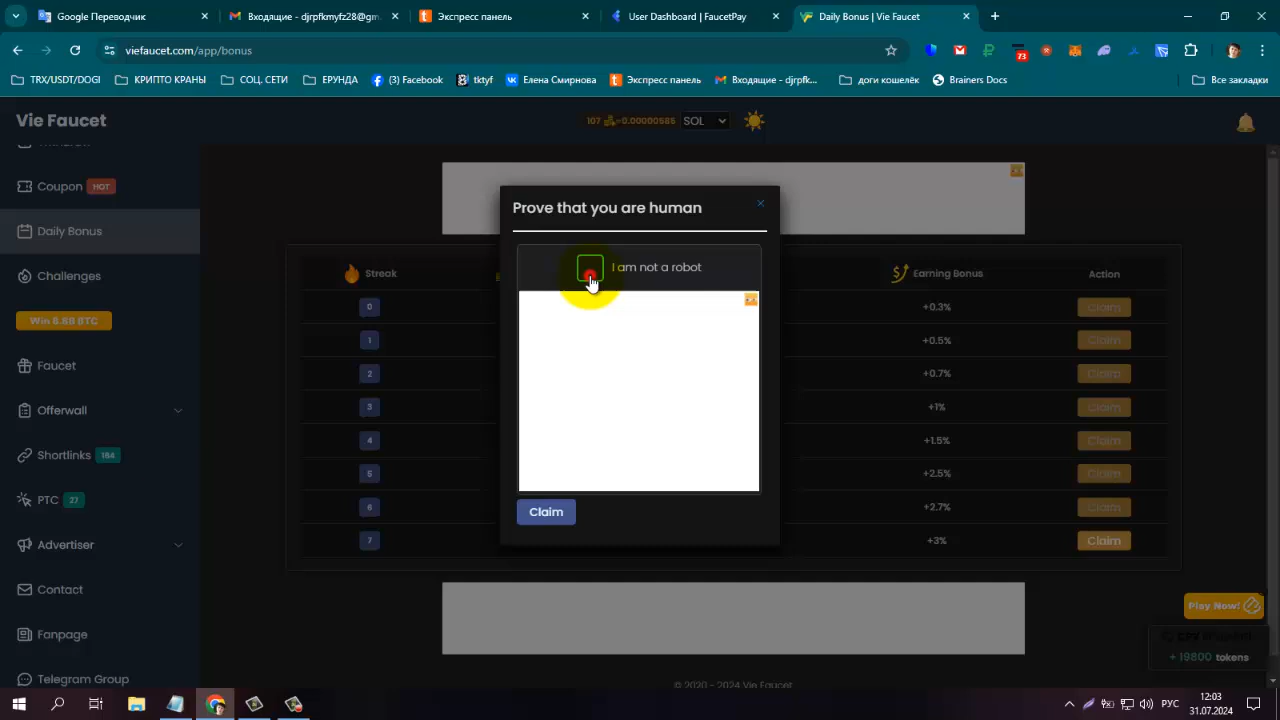 Google Переводчик
Входящие - djrpfkmyfz28@gm
Экспресс панель
User Dashboard | FaucetPay
Daily Bonus | Vie Faucet
viefaucet.com/app/bonus
73
TRX/USDT/DOGI
КРИПТО КРАНЫ
СОЦ. СЕТИ
ЕРУНДА
(3) Facebook
tktyf
Елена Смирнова
Экспресс панель
Входящие - djrpfk...
доги кошелёк
Brainers Docs
Все закладки
Vie Faucet
107 =0.00000585 SOL
Coupon HOT
Daily Bonus
Challenges
Win 8.68 BTC
Faucet
Offerwall
Shortlinks 184
PTC 27
Advertiser
Contact
Fanpage
Telegram Group
Prove that you are human
I am not a robot
Claim
Streak Earning Bonus Action
0 +0.3% Claim
1 +0.5% Claim
2 +0.7% Claim
3 +1% Claim
4 +1.5% Claim
5 +2.5% Claim
6 +2.7% Claim
7 +3% Claim
Play Now!
+ 19800 tokens
© 2020 - 2024 Vie Faucet
РУС
12:03
31.07.2024